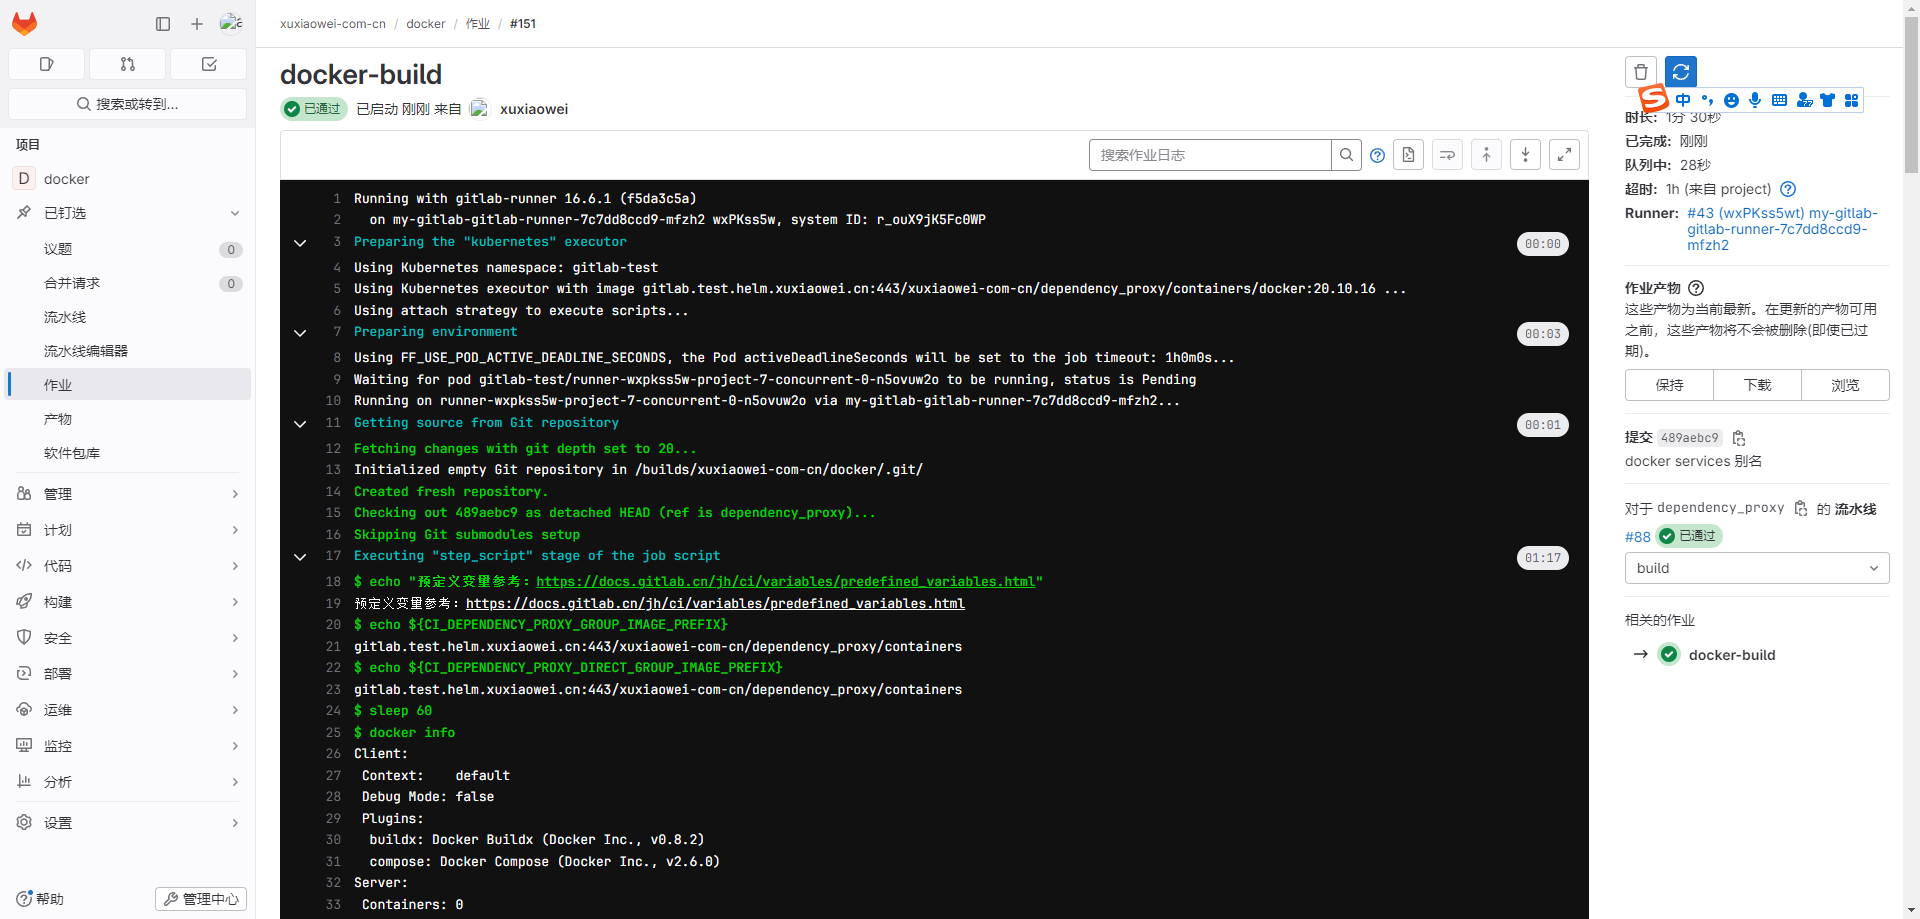 xuxiaowei-com-cn / docker / 作业 / #151
搜索或转到...
项目
D docker
已钉选
议题 0
合并请求 0
流水线
流水线编辑器
作业
产物
软件包库
管理
计划
代码
构建
安全
部署
运维
监控
分析
设置
帮助
管理中心
docker-build
已通过 已启动 刚刚 来自 xuxiaowei
搜索作业日志
1 Running with gitlab-runner 16.6.1 (f5da3c5a)
2 on my-gitlab-gitlab-runner-7c7dd8ccd9-mfzh2 wxPKss5w, system ID: r_ouX9jK5Fc0WP
3 Preparing the "kubernetes" executor 00:00
4 Using Kubernetes namespace: gitlab-test
5 Using Kubernetes executor with image gitlab.test.helm.xuxiaowei.cn:443/xuxiaowei-com-cn/dependency_proxy/containers/docker:20.10.16 ...
6 Using attach strategy to execute scripts...
7 Preparing environment 00:03
8 Using FF_USE_POD_ACTIVE_DEADLINE_SECONDS, the Pod activeDeadlineSeconds will be set to the job timeout: 1h0m0s...
9 Waiting for pod gitlab-test/runner-wxpkss5w-project-7-concurrent-0-n5ovuw2o to be running, status is Pending
10 Running on runner-wxpkss5w-project-7-concurrent-0-n5ovuw2o via my-gitlab-gitlab-runner-7c7dd8ccd9-mfzh2...
11 Getting source from Git repository 00:01
12 Fetching changes with git depth set to 20...
13 Initialized empty Git repository in /builds/xuxiaowei-com-cn/docker/.git/
14 Created fresh repository.
15 Checking out 489aebc9 as detached HEAD (ref is dependency_proxy)...
16 Skipping Git submodules setup
17 Executing "step_script" stage of the job script 01:17
18 $ echo "预定义变量参考：https://docs.gitlab.cn/jh/ci/variables/predefined_variables.html"
19 预定义变量参考：https://docs.gitlab.cn/jh/ci/variables/predefined_variables.html
20 $ echo ${CI_DEPENDENCY_PROXY_GROUP_IMAGE_PREFIX}
21 gitlab.test.helm.xuxiaowei.cn:443/xuxiaowei-com-cn/dependency_proxy/containers
22 $ echo ${CI_DEPENDENCY_PROXY_DIRECT_GROUP_IMAGE_PREFIX}
23 gitlab.test.helm.xuxiaowei.cn:443/xuxiaowei-com-cn/dependency_proxy/containers
24 $ sleep 60
25 $ docker info
26 Client:
27 Context: default
28 Debug Mode: false
29 Plugins:
30 buildx: Docker Buildx (Docker Inc., v0.8.2)
31 compose: Docker Compose (Docker Inc., v2.6.0)
32 Server:
33 Containers: 0
S 中
时长: 1分 30秒
已完成: 刚刚
队列中: 28秒
超时: 1h (来自 project)
Runner: #43 (wxPKss5wt) my-gitlab-
gitlab-runner-7c7dd8ccd9-
mfzh2
作业产物
这些产物为当前最新。在更新的产物可用
之前，这些产物将不会被删除(即使已过
期)。
保持 下载 浏览
提交 489aebc9
docker services 别名
对于 dependency_proxy 的 流水线
#88 已通过
build
相关的作业
→ docker-build